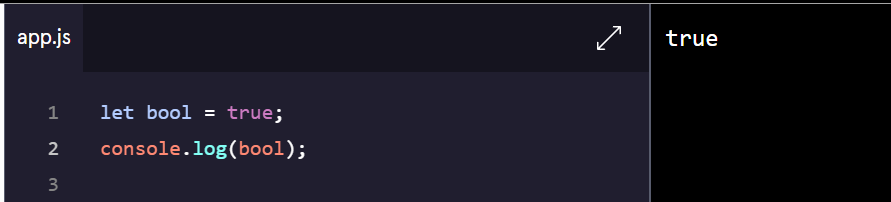 app.js
true
1 let bool = true;
2 console.log(bool);
3